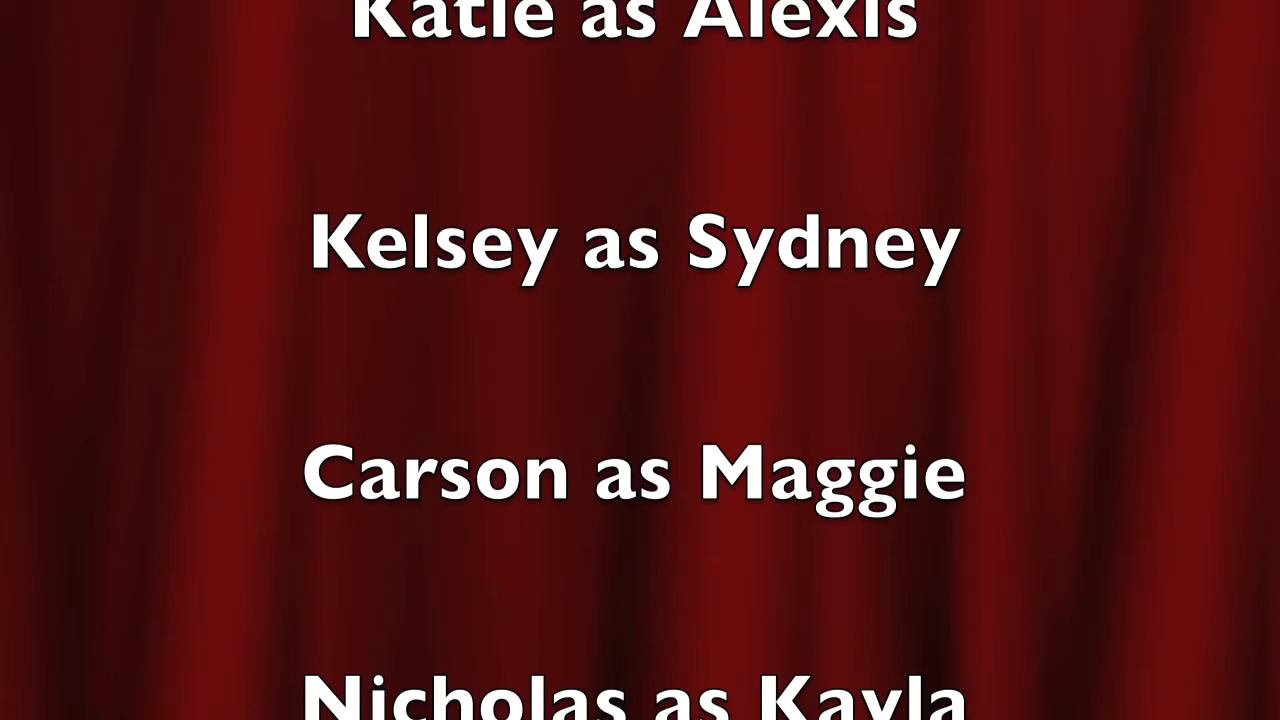 Katie as Alexis
Kelsey as Sydney
Carson as Maggie
Nicholas as Kayla